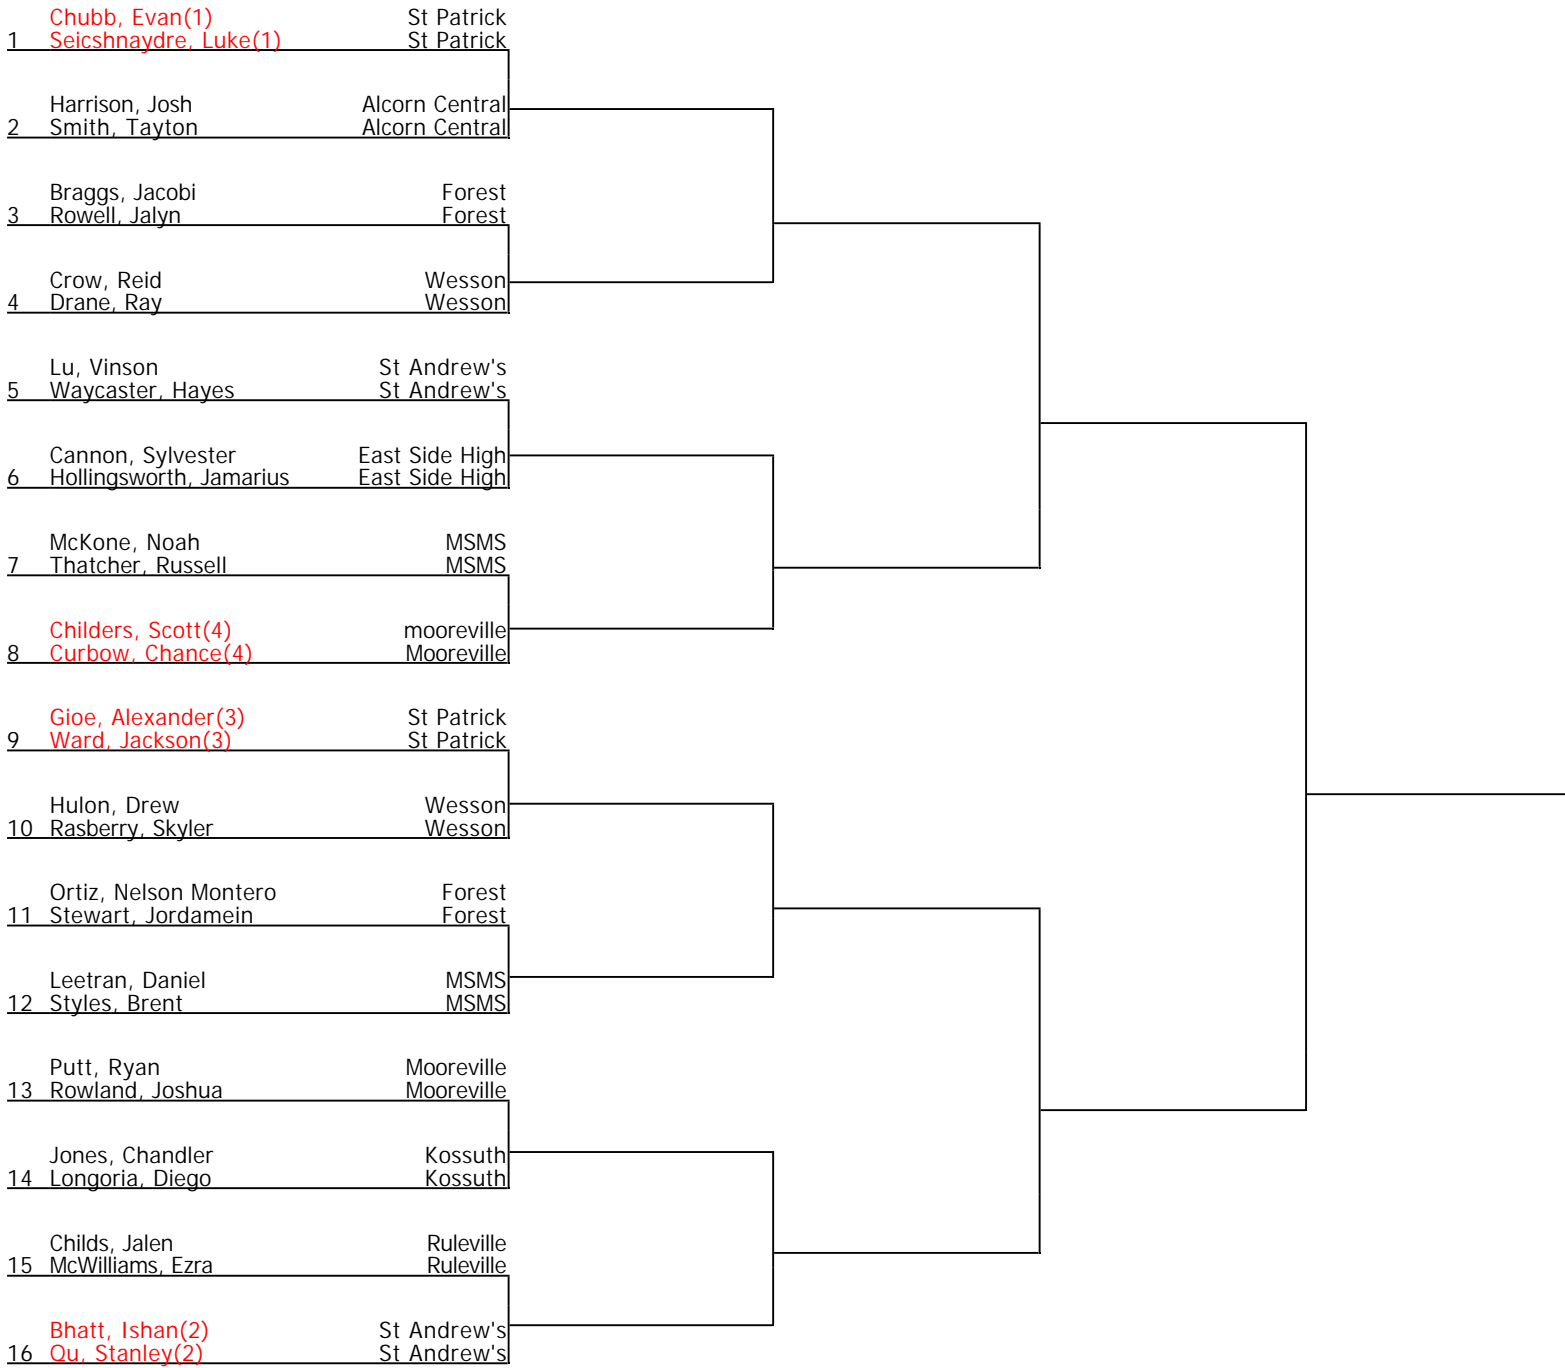 Chubb, Evan(1) St Patrick
1 Seicshnaydre, Luke(1) St Patrick
Harrison, Josh Alcorn Central
2 Smith, Tayton Alcorn Central
Braggs, Jacobi Forest
3 Rowell, Jalyn Forest
Crow, Reid Wesson
4 Drane, Ray Wesson
Lu, Vinson St Andrew's
5 Waycaster, Hayes St Andrew's
Cannon, Sylvester East Side High
6 Hollingsworth, Jamarius East Side High
McKone, Noah MSMS
7 Thatcher, Russell MSMS
Childers, Scott(4) mooreville
8 Curbow, Chance(4) Mooreville
Gioe, Alexander(3) St Patrick
9 Ward, Jackson(3) St Patrick
Hulon, Drew Wesson
10 Rasberry, Skyler Wesson
Ortiz, Nelson Montero Forest
11 Stewart, Jordamein Forest
Leetran, Daniel MSMS
12 Styles, Brent MSMS
Putt, Ryan Mooreville
13 Rowland, Joshua Mooreville
Jones, Chandler Kossuth
14 Longoria, Diego Kossuth
Childs, Jalen Ruleville
15 McWilliams, Ezra Ruleville
Bhatt, Ishan(2) St Andrew's
16 Qu, Stanley(2) St Andrew's